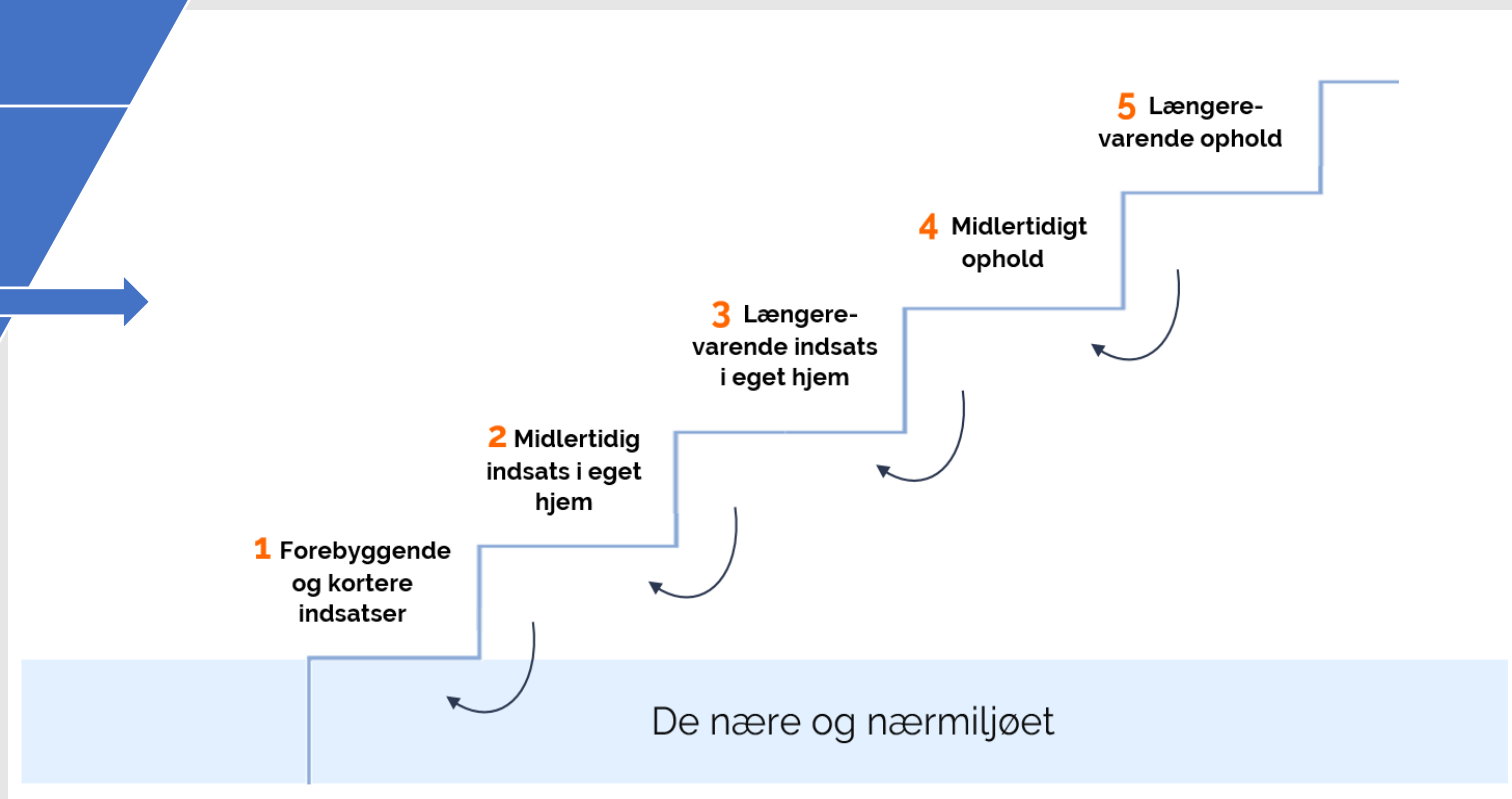 5 Længere-
varende ophold
4 Midlertidigt
ophold
3 Længere-
varende indsats
i eget hjem
2 Midlertidig
indsats i eget
hjem
1 Forebyggende
og kortere
indsatser
De nære og nærmiljøet